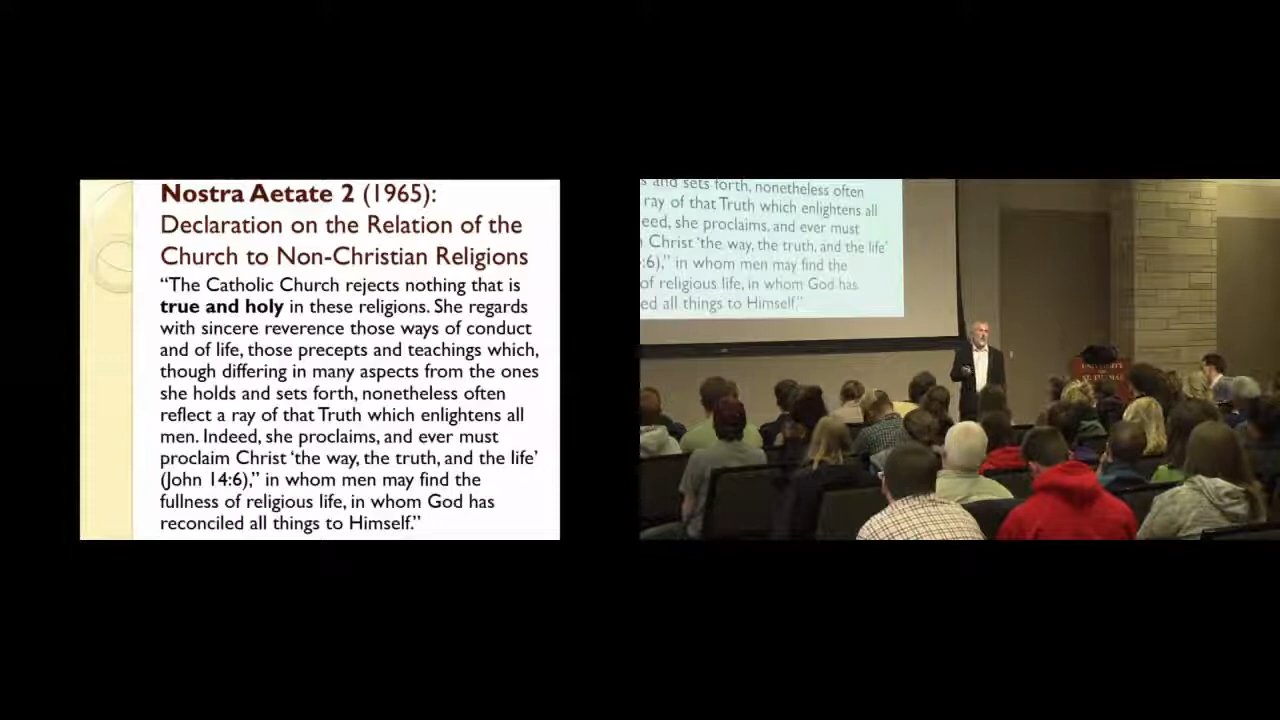 Nostra Aetate 2 (1965):
Declaration on the Relation of the
Church to Non-Christian Religions
“The Catholic Church rejects nothing that is
true and holy in these religions. She regards
with sincere reverence those ways of conduct
and of life, those precepts and teachings which,
though differing in many aspects from the ones
she holds and sets forth, nonetheless often
reflect a ray of that Truth which enlightens all
men. Indeed, she proclaims, and ever must
proclaim Christ ‘the way, the truth, and the life’
(John 14:6),” in whom men may find the
fullness of religious life, in whom God has
reconciled all things to Himself.”
s and sets forth, nonetheless often
ray of that Truth which enlightens all
eed, she proclaims, and ever must
Christ ‘the way, the truth, and the life’
:6),” in whom men may find the
of religious life, in whom God has
ed all things to Himself.”
UNIVERSITY
ST. THOMAS